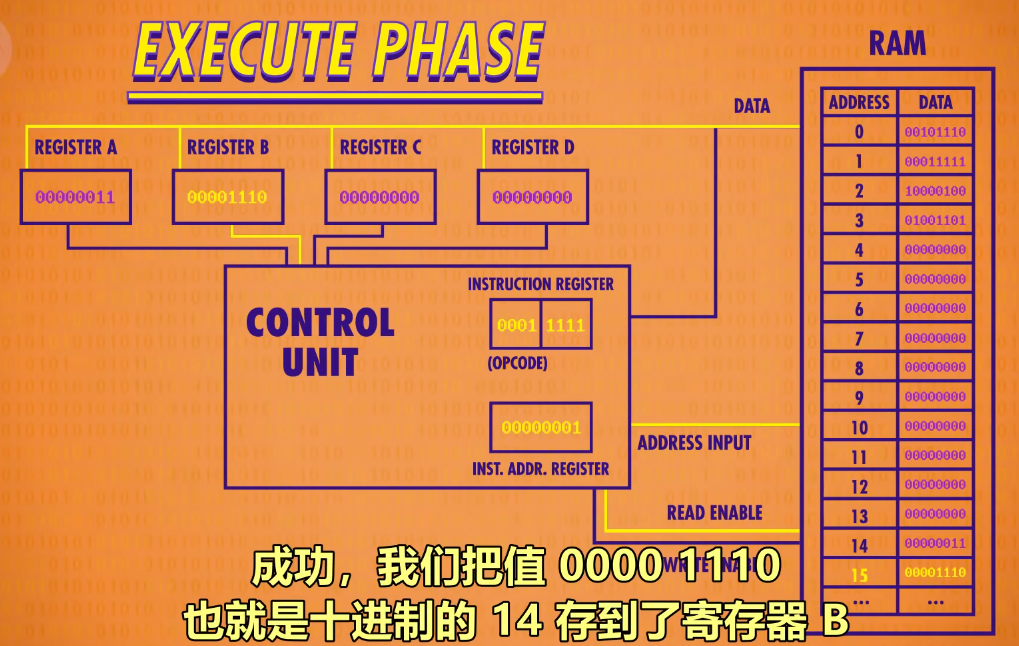 EXECUTE PHASE
RAM
DATA
REGISTER A
REGISTER B
REGISTER C
REGISTER D
00000011
00001110
00000000
00000000
CONTROL
UNIT
INSTRUCTION REGISTER
0001 1111
(OPCODE)
00000001
INST. ADDR. REGISTER
ADDRESS INPUT
READ ENABLE
WRITE ENABLE
ADDRESS DATA
0 00101110
1 00011111
2 10000100
3 01001101
4 00000000
5 00000000
6 00000000
7 00000000
8 00000000
9 00000000
10 00000000
11 00000000
12 00000000
13 00000000
14 00000011
15 00001110
... ...
成功，我们把值 0000 1110
也就是十进制的 14 存到了寄存器 B